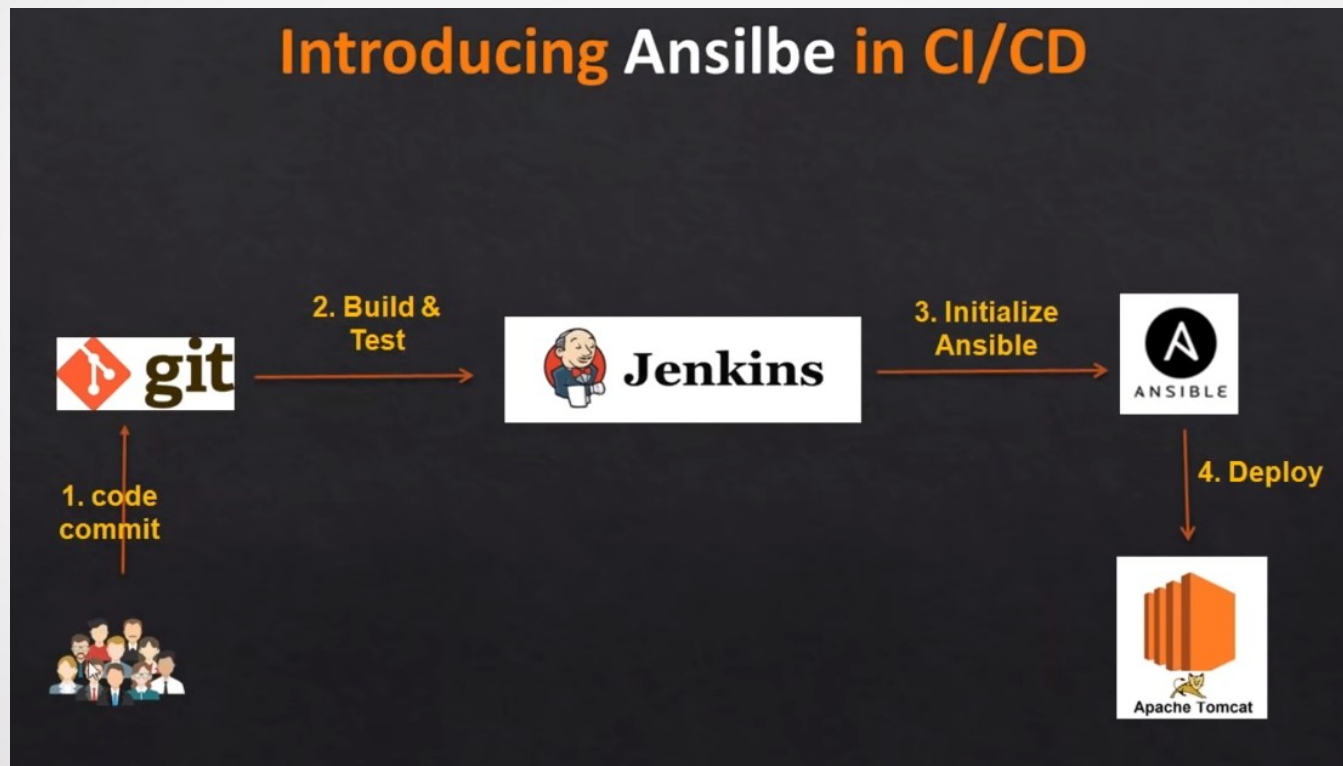 Introducing Ansilbe in CI/CD
2. Build &
Test
3. Initialize
Ansible
git
Jenkins
ANSIBLE
1. code
commit
4. Deploy
Apache Tomcat